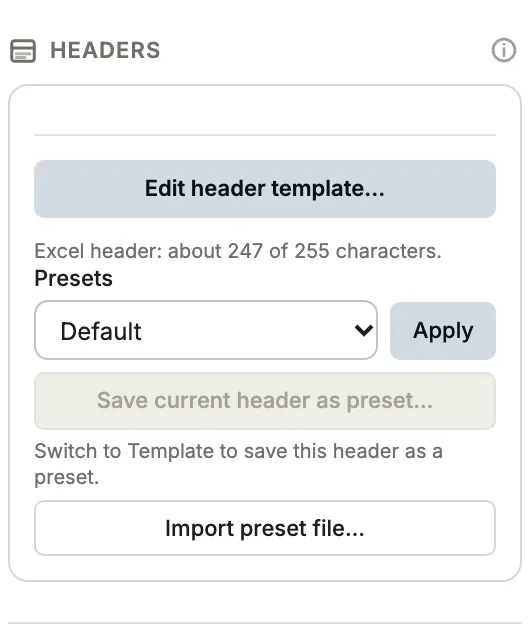 HEADERS
Edit header template...
Excel header: about 247 of 255 characters.
Presets
Default
Apply
Save current header as preset...
Switch to Template to save this header as a
preset.
Import preset file...